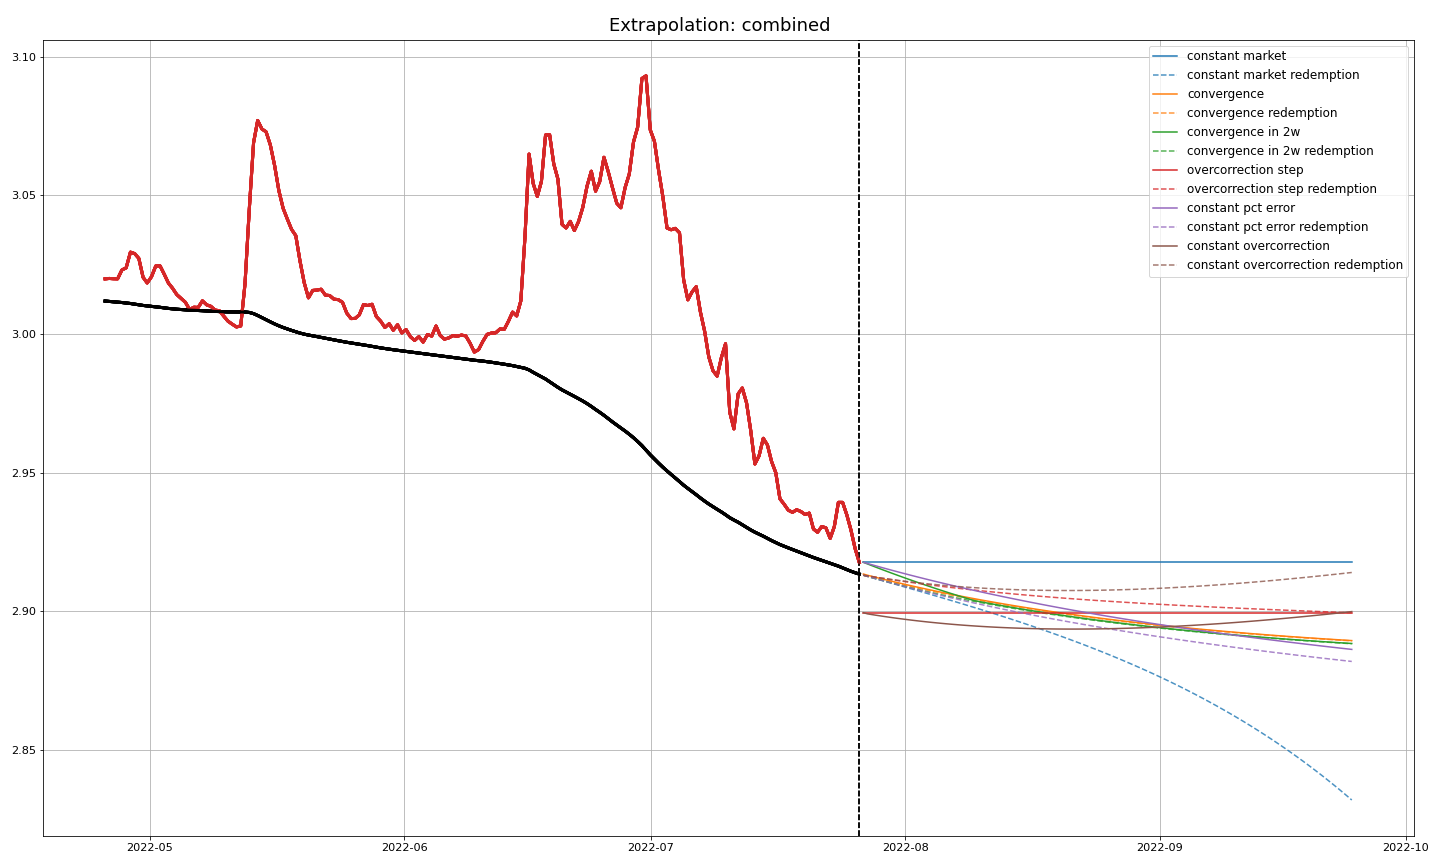 Extrapolation: combined
3.10
3.05
3.00
2.95
2.90
2.85
constant market
constant market redemption
convergence
convergence redemption
convergence in 2w
convergence in 2w redemption
overcorrection step
overcorrection step redemption
constant pct error
constant pct error redemption
constant overcorrection
constant overcorrection redemption
2022-05 2022-06 2022-07 2022-08 2022-09 2022-10